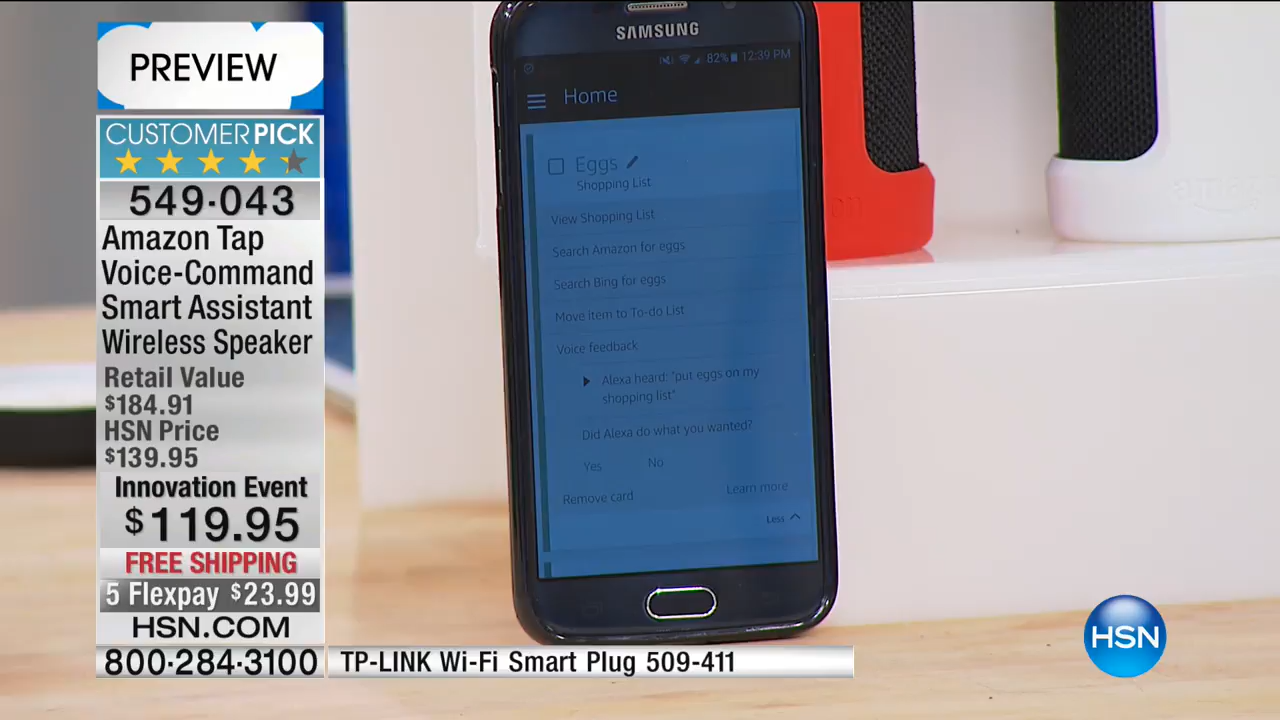 PREVIEW
CUSTOMER PICK
549-043
Amazon Tap
Voice-Command
Smart Assistant
Wireless Speaker
Retail Value
$184.91
HSN Price
$139.95
Innovation Event
$119.95
FREE SHIPPING
5 Flexpay $23.99
HSN.COM
800-284-3100
TP-LINK Wi-Fi Smart Plug 509-411
SAMSUNG
82% 12:39 PM
Home
Eggs
Shopping List
View Shopping List
Search Amazon for eggs
Search Bing for eggs
Move item to To-do List
Voice feedback
Alexa heard: "put eggs on my
shopping list"
Did Alexa do what you wanted?
Yes No
Remove card Learn more
Less
HSN